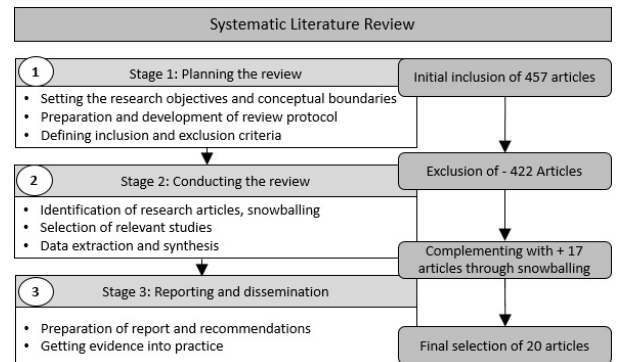 Systematic Literature Review
1
Stage 1: Planning the review
• Setting the research objectives and conceptual boundaries
• Preparation and development of review protocol
• Defining inclusion and exclusion criteria
2
Stage 2: Conducting the review
• Identification of research articles, snowballing
• Selection of relevant studies
• Data extraction and synthesis
3
Stage 3: Reporting and dissemination
• Preparation of report and recommendations
• Getting evidence into practice
Initial inclusion of 457 articles
Exclusion of - 422 Articles
Complementing with + 17
articles through snowballing
Final selection of 20 articles